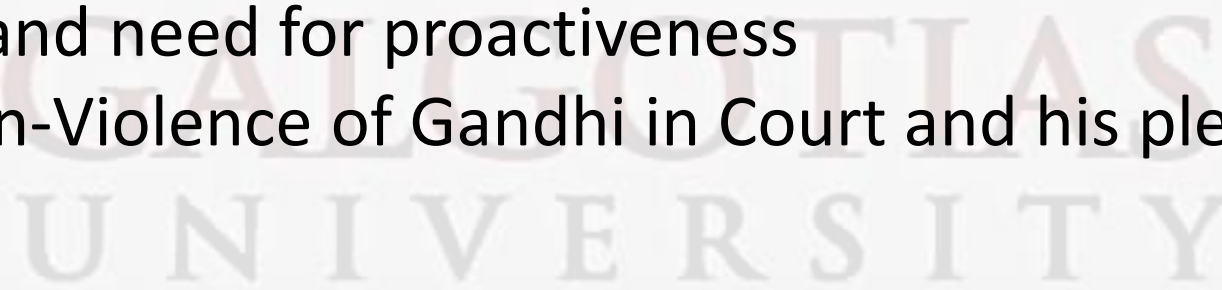 and need for proactiveness
n-Violence of Gandhi in Court and his ple
GALGOTIAS
UNIVERSITY